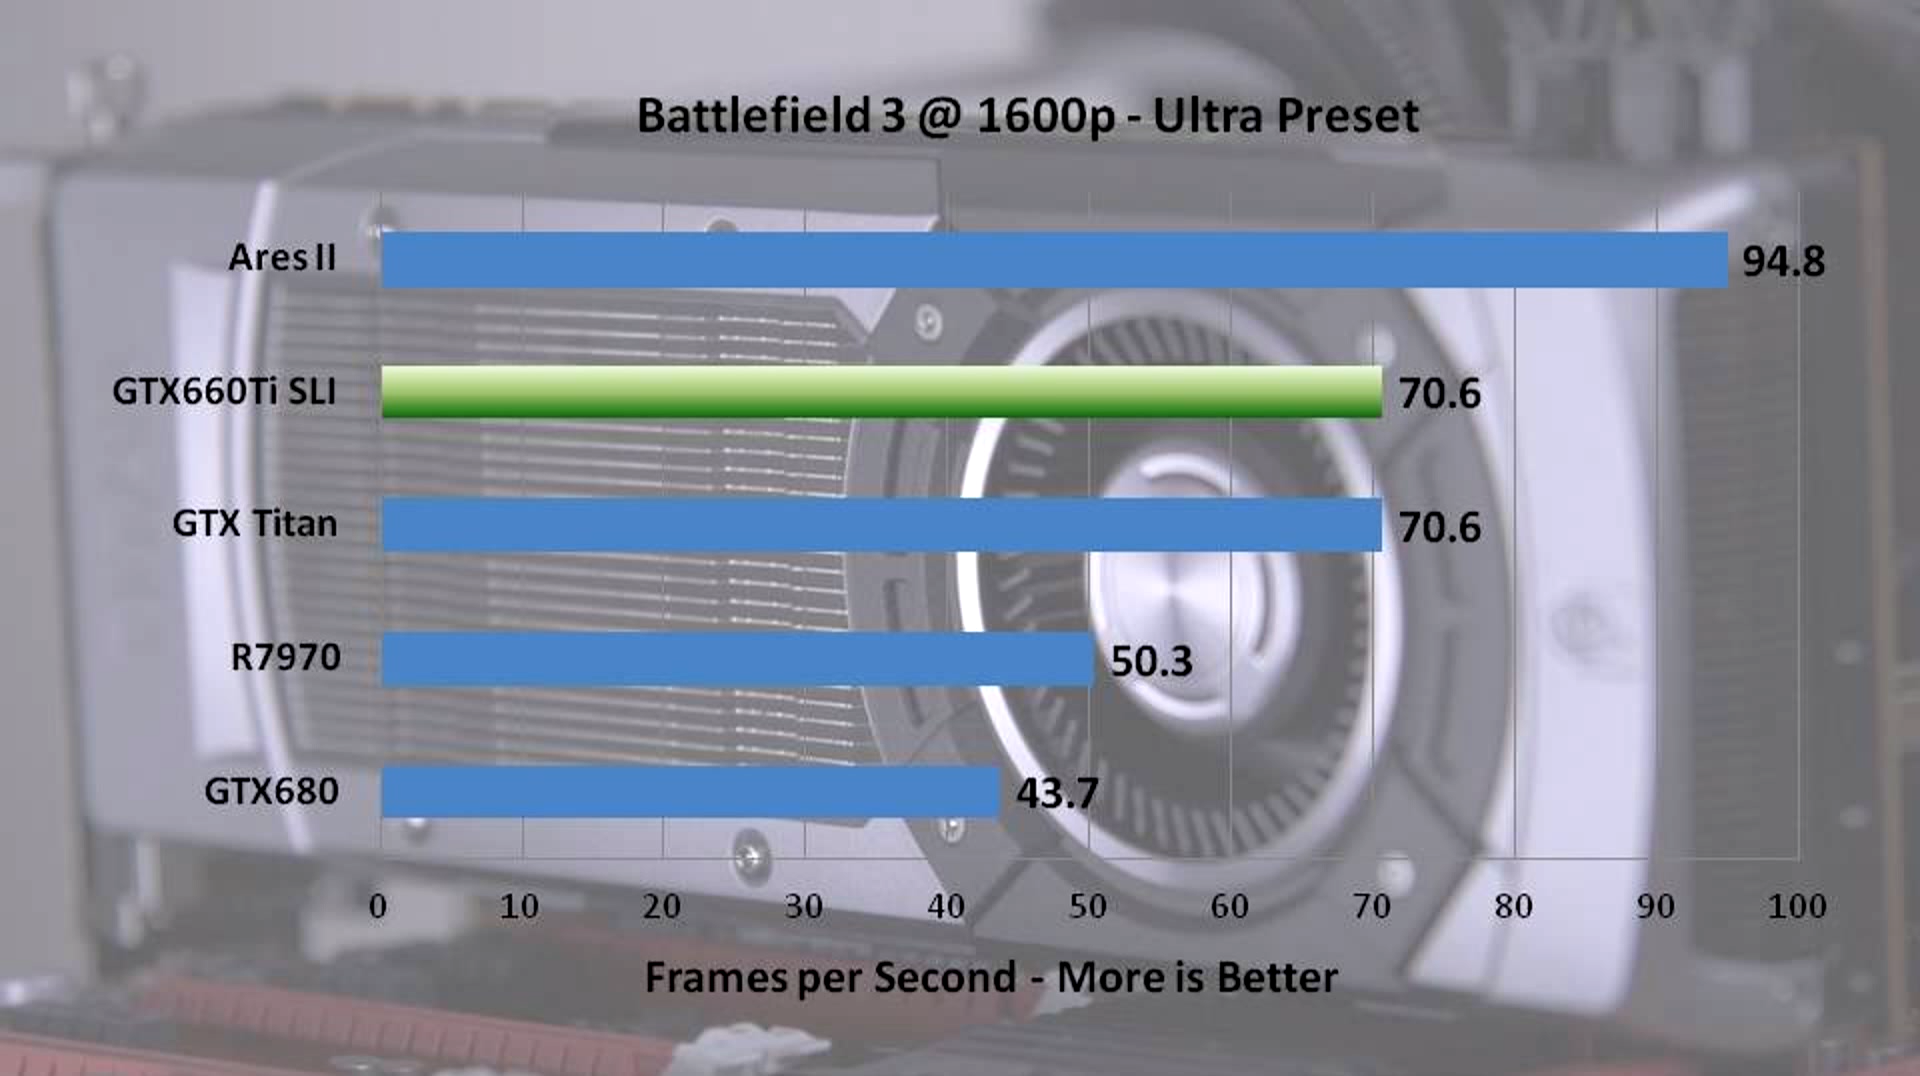 Battlefield 3 @ 1600p - Ultra Preset
Ares II
94.8
GTX660Ti SLI
70.6
GTX Titan
70.6
R7970
50.3
GTX680
43.7
0 10 20 30 40 50 60 70 80 90 100
Frames per Second - More is Better